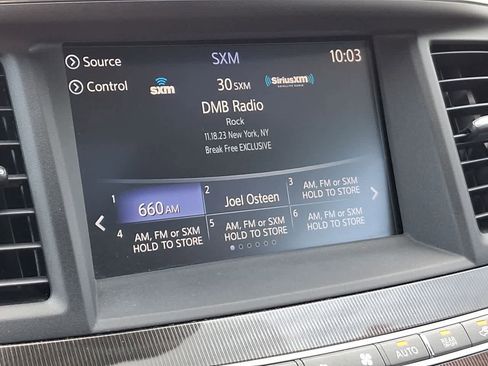 Source
SXM
10:03
Control
sxm
30 SXM
SiriusXM
SATELLITE RADIO
DMB Radio
Rock
11.18.23 New York, NY
Break Free EXCLUSIVE
1
660 AM
2
Joel Osteen
3
AM, FM or SXM
HOLD TO STORE
4
AM, FM or SXM
HOLD TO STORE
5
AM, FM or SXM
HOLD TO STORE
6
AM, FM or SXM
HOLD TO STORE
AUTO
REAR